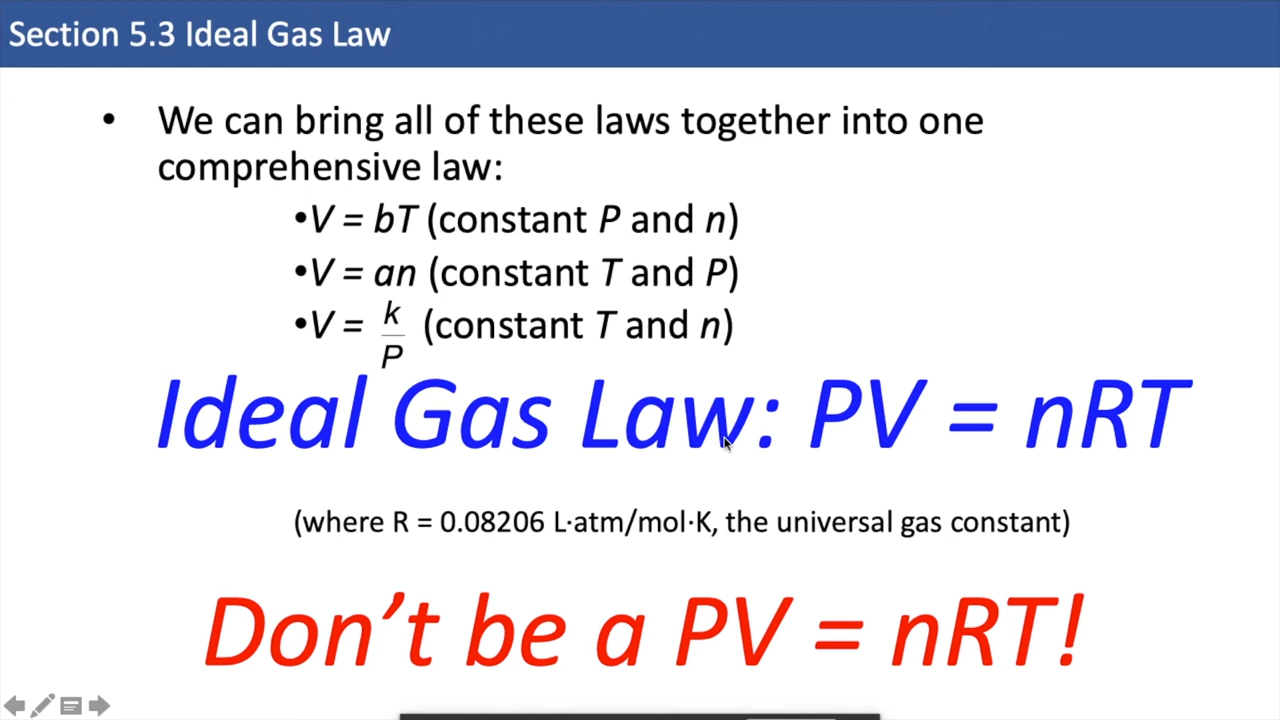 Section 5.3 Ideal Gas Law
• We can bring all of these laws together into one
comprehensive law:
•V = bT (constant P and n)
•V = an (constant T and P)
•V = k/P (constant T and n)
Ideal Gas Law: PV = nRT
(where R = 0.08206 L·atm/mol·K, the universal gas constant)
Don’t be a PV = nRT!